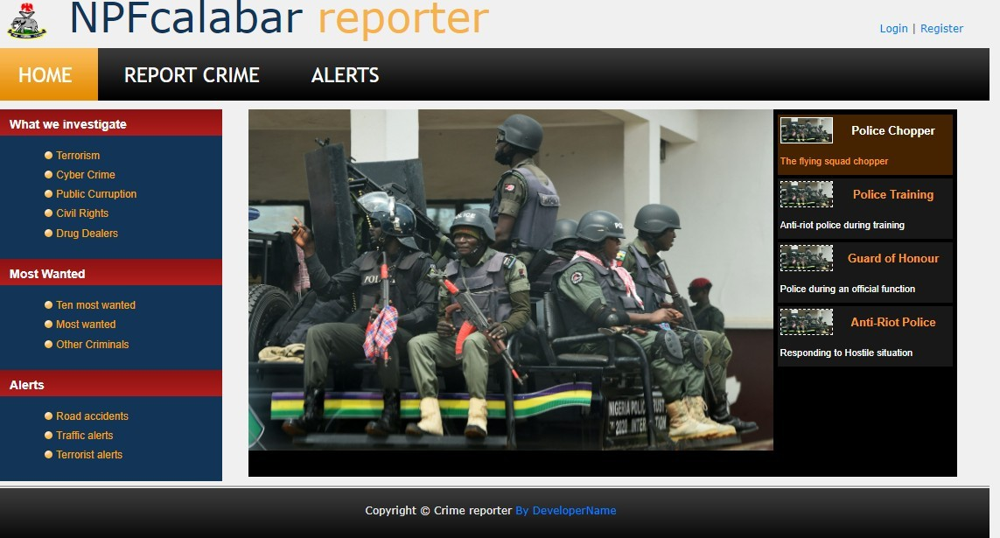 NPFcalabar reporter
Login | Register
HOME REPORT CRIME ALERTS
What we investigate
Terrorism
Cyber Crime
Public Curruption
Civil Rights
Drug Dealers
Most Wanted
Ten most wanted
Most wanted
Other Criminals
Alerts
Road accidents
Traffic alerts
Terrorist alerts
POLICE
NIGERIA POLICE
Police Chopper
The flying squad chopper
Police Training
Anti-riot police during training
Guard of Honour
Police during an official function
Anti-Riot Police
Responding to Hostile situation
Copyright © Crime reporter By DeveloperName